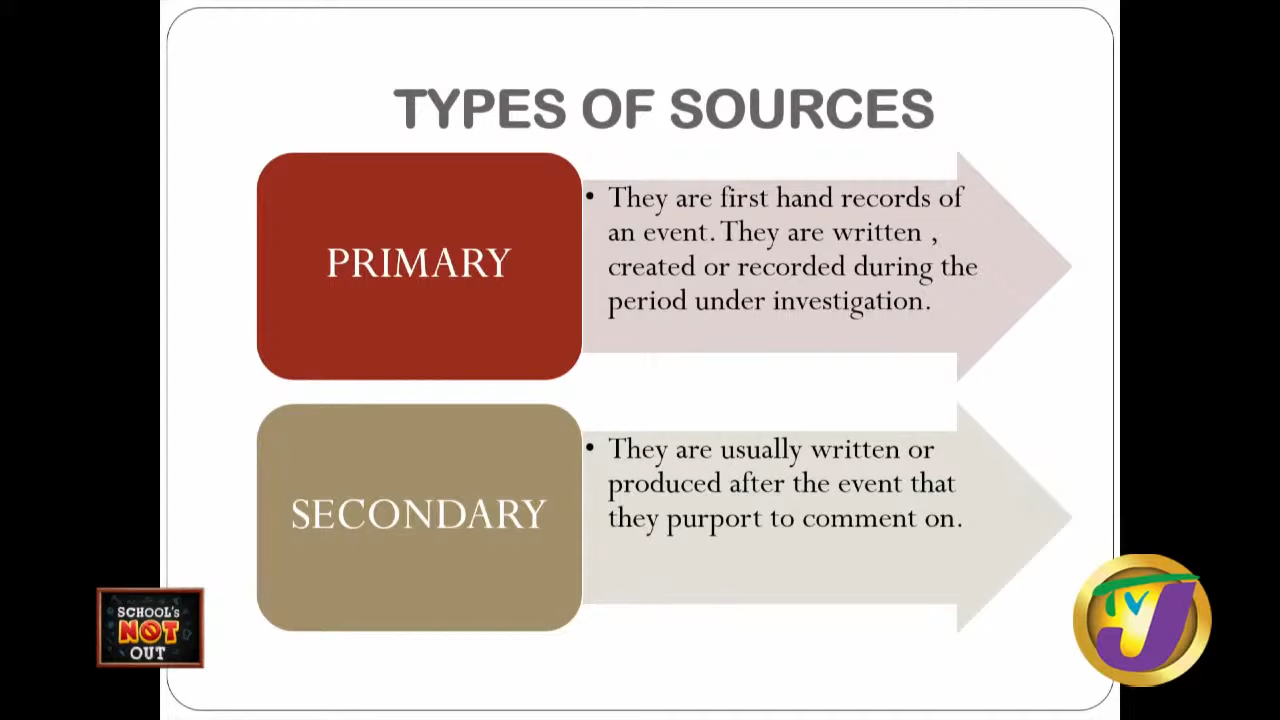 TYPES OF SOURCES
PRIMARY
• They are first hand records of
an event. They are written ,
created or recorded during the
period under investigation.
SECONDARY
• They are usually written or
produced after the event that
they purport to comment on.
SCHOOL's
NOT
OUT
TVJ